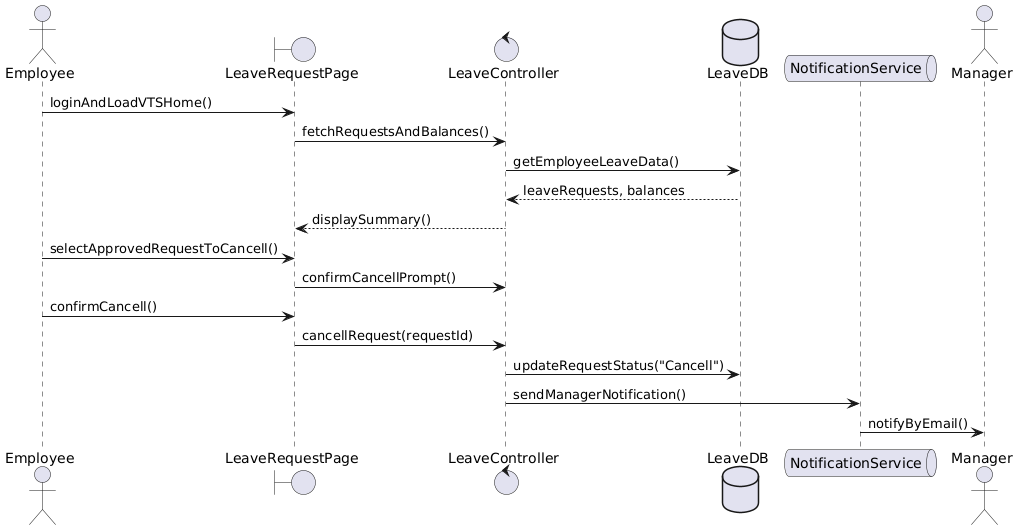 Employee
LeaveRequestPage
LeaveController
LeaveDB
NotificationService
Manager
loginAndLoadVTSHome()
fetchRequestsAndBalances()
getEmployeeLeaveData()
leaveRequests, balances
displaySummary()
selectApprovedRequestToCancell()
confirmCancellPrompt()
confirmCancell()
cancellRequest(requestId)
updateRequestStatus("Cancell")
sendManagerNotification()
notifyByEmail()
Employee
LeaveRequestPage
LeaveController
LeaveDB
NotificationService
Manager